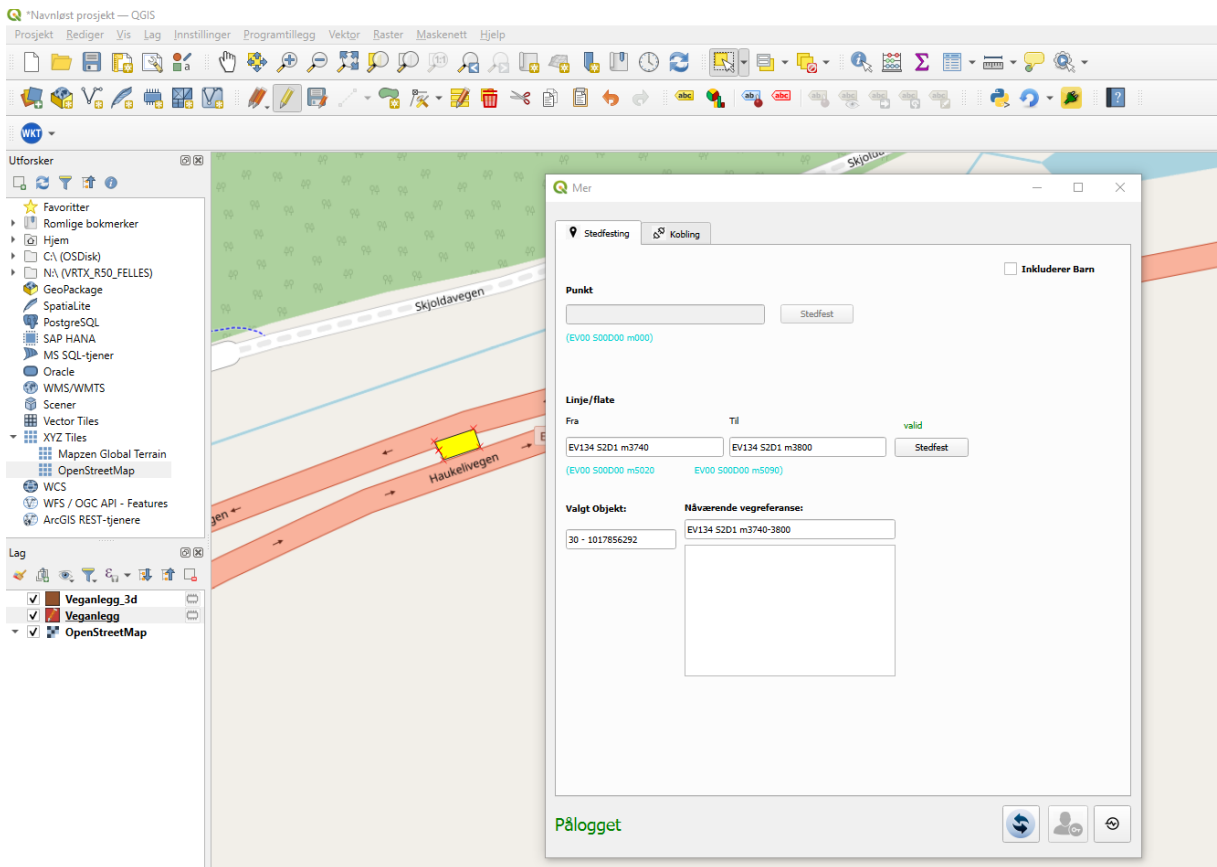 *Navnløst prosjekt — QGIS
Prosjekt Rediger Vis Lag Innstillinger Programtillegg Vektor Raster Maskenett Hjelp
abc
abc
abc
WKT
Utforsker
Favoritter
Romlige bokmerker
Hjem
C:\ (OSDisk)
N:\ (VRTX_R50_FELLES)
GeoPackage
SpatiaLite
PostgreSQL
SAP HANA
MS SQL-tjener
Oracle
WMS/WMTS
Scener
Vector Tiles
XYZ Tiles
Mapzen Global Terrain
OpenStreetMap
WCS
WFS / OGC API - Features
ArcGIS REST-tjenere
Lag
Veganlegg_3d
Veganlegg
OpenStreetMap
Skjoldavegen
Haukelivegen
Mer
Stedfesting
Kobling
Inkluderer Barn
Punkt
Stedfest
(EV00 S00D00 m000)
Linje/flate
Fra Til
valid
EV134 S2D1 m3740 EV134 S2D1 m3800 Stedfest
(EV00 S00D00 m5020 EV00 S00D00 m5090)
Valgt Objekt: Nåværende vegreferanse:
30 - 1017856292
EV134 S2D1 m3740-3800
Pålogget